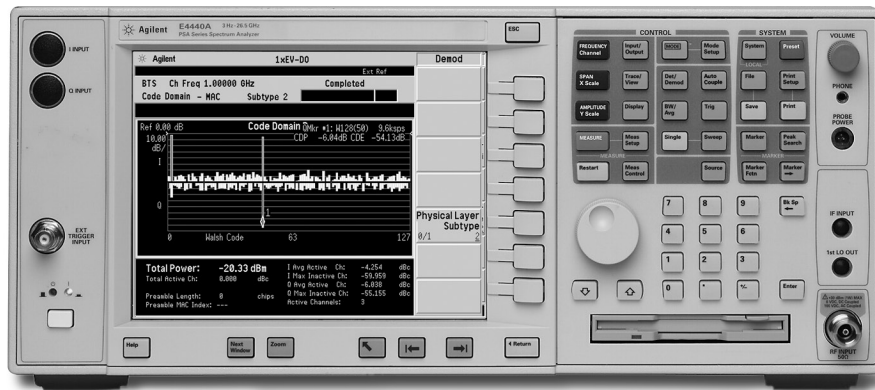 Agilent E4440A 3 Hz - 26.5 GHz
PSA Series Spectrum Analyzer
ESC
I INPUT
Q INPUT
EXT
TRIGGER
INPUT
Agilent 1xEV-DO Demod
Ext Ref
BTS Ch Freq 1.00000 GHz Completed
Code Domain - MAC Subtype 2
Ref 0.00 dB Code Domain Mkr #1: W128(50) 9.6ksps
CDP -6.04dB CDE -54.13dB
10.00
dB/
I
Q
1
0 Walsh Code 63 127
Physical Layer
Subtype
0/1 2
Total Power: -20.33 dBm
Total Active Ch: 0.000 dBc
Preamble Length: 0 chips
Preamble MAC Index: ---
I Avg Active Ch: -4.254 dBc
I Max Inactive Ch: -59.959 dBc
Q Avg Active Ch: -6.038 dBc
Q Max Inactive Ch: -55.155 dBc
Active Channels: 3
Help
Next
Window
Zoom
Return
CONTROL
SYSTEM
FREQUENCY
Channel
Input/
Output
MODE
Mode
Setup
System
Preset
LOCAL
SPAN
X Scale
Trace/
View
Det/
Demod
Auto
Couple
File
Print
Setup
AMPLITUDE
Y Scale
Display
BW/
Avg
Trig
Save
Print
MEASURE
Meas
Setup
Single
Sweep
Marker
Peak
Search
MEASURE
MARKER
Restart
Meas
Control
Source
Marker
Fctn
Marker
7
8
9
Bk Sp
4
5
6
1
2
3
0
•
+/-
Enter
VOLUME
PHONE
PROBE
POWER
IF INPUT
1st LO OUT
RF INPUT
50Ω